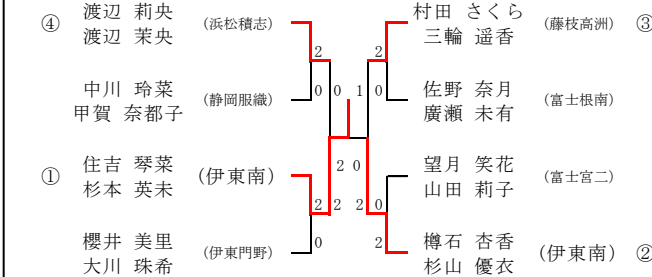 ④ 渡辺 莉央 (浜松積志) 村田 さくら (藤枝高洲) ③
渡辺 茉央 三輪 遥香
2 2
中川 玲菜 (静岡服織) 0 0 1 0 佐野 奈月 (富士根南)
甲賀 奈都子 廣瀬 未有
① 住吉 琴菜 (伊東南) 2 0 望月 笑花 (富士宮二)
杉本 英未 山田 莉子
2 2 2 0
櫻井 美里 (伊東門野) 0 2 樽石 杏香 (伊東南) ②
大川 珠希 杉山 優衣